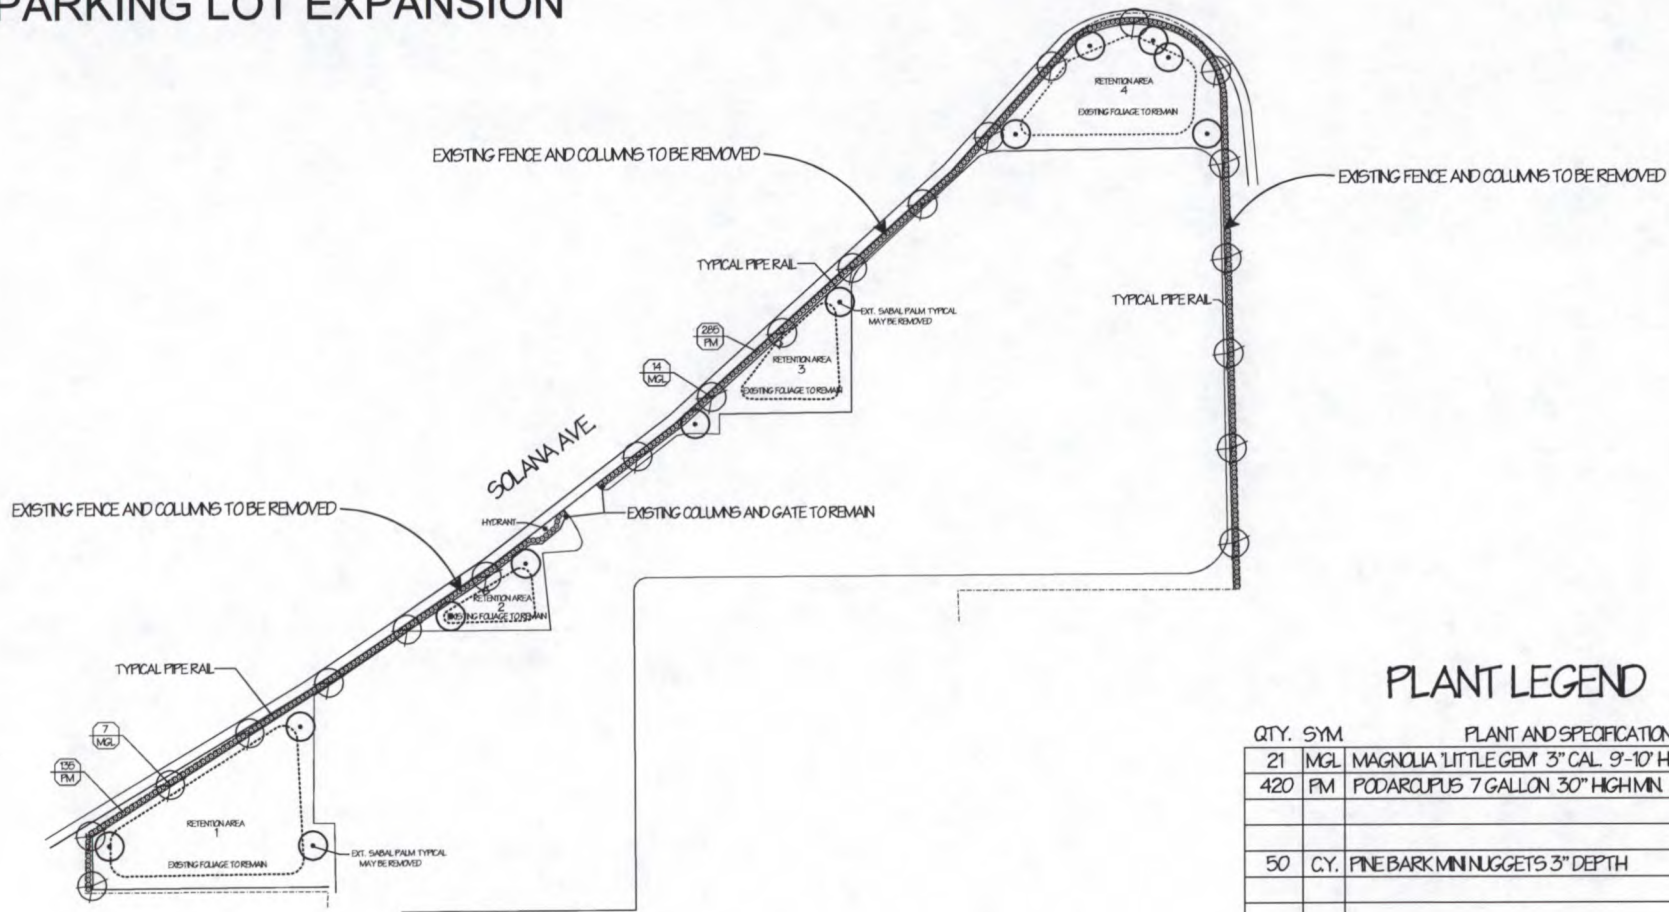 PARKING LOT EXPANSION
RETENTION AREA
4
EXISTING FOLIAGE TO REMAIN
EXISTING FENCE AND COLUMNS TO BE REMOVED
EXISTING FENCE AND COLUMNS TO BE REMOVED
TYPICAL PIPE RAIL
TYPICAL PIPE RAIL
EXT. SABAL PALM TYPICAL
MAY BE REMOVED
285
PM
RETENTION AREA
3
EXISTING FOLIAGE TO REMAIN
14
MGL
SOLANA AVE.
EXISTING FENCE AND COLUMNS TO BE REMOVED
HYDRANT
EXISTING COLUMNS AND GATE TO REMAIN
RETENTION AREA
2
EXISTING FOLIAGE TO REMAIN
TYPICAL PIPE RAIL
7
MGL
135
PM
RETENTION AREA
1
EXISTING FOLIAGE TO REMAIN
EXT. SABAL PALM TYPICAL
MAY BE REMOVED
PLANT LEGEND
QTY. SYM PLANT AND SPECIFICATION
21 MGL MAGNOLIA 'LITTLE GEM' 3" CAL. 9'-10' H
420 PM PODARCUPUS 7 GALLON 30" HIGH MIN.
50 C.Y. PINE BARK MINI NUGGETS 3" DEPTH